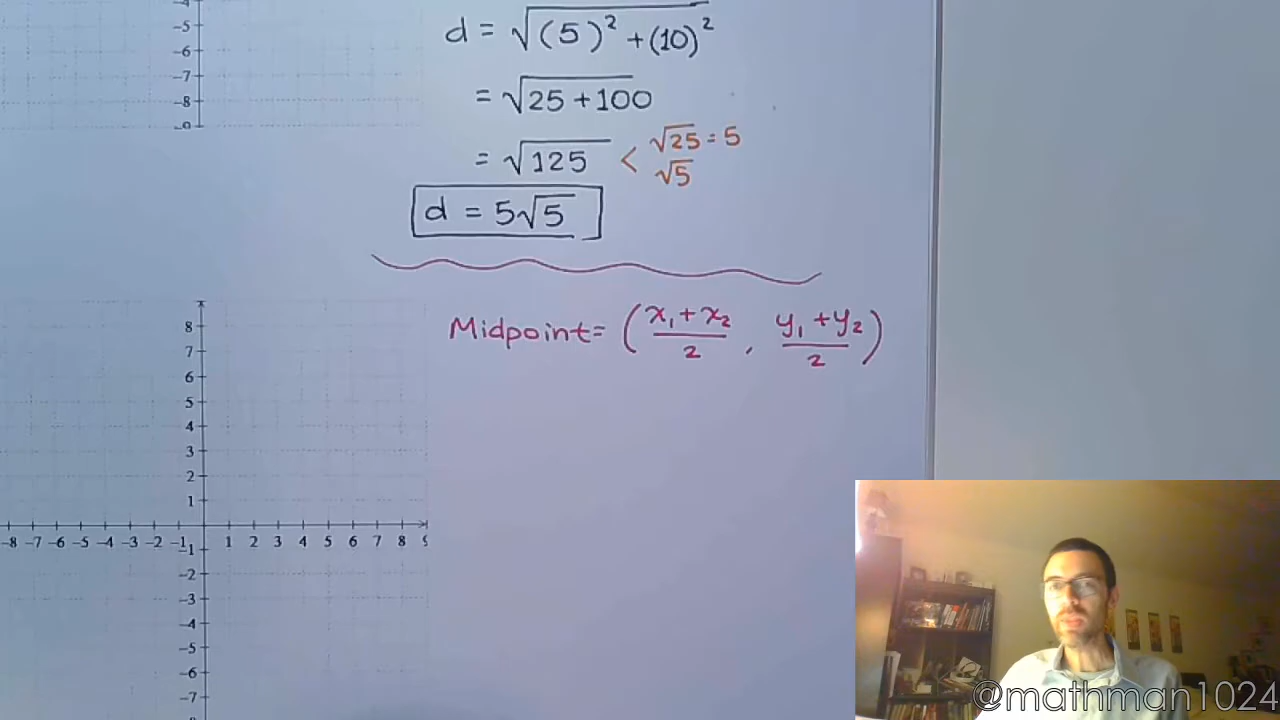 -5
-6
-7
-8
d = √(5)² + (10)²
= √25 + 100
= √125 < √25 = 5
√5
d = 5√5
Midpoint = (x₁ + x₂ / 2 , y₁ + y₂ / 2)
8
7
6
5
4
3
2
1
-8 -7 -6 -5 -4 -3 -2 -1 1 2 3 4 5 6 7 8
-1
-2
-3
-4
-5
-6
-7
@mathman1024